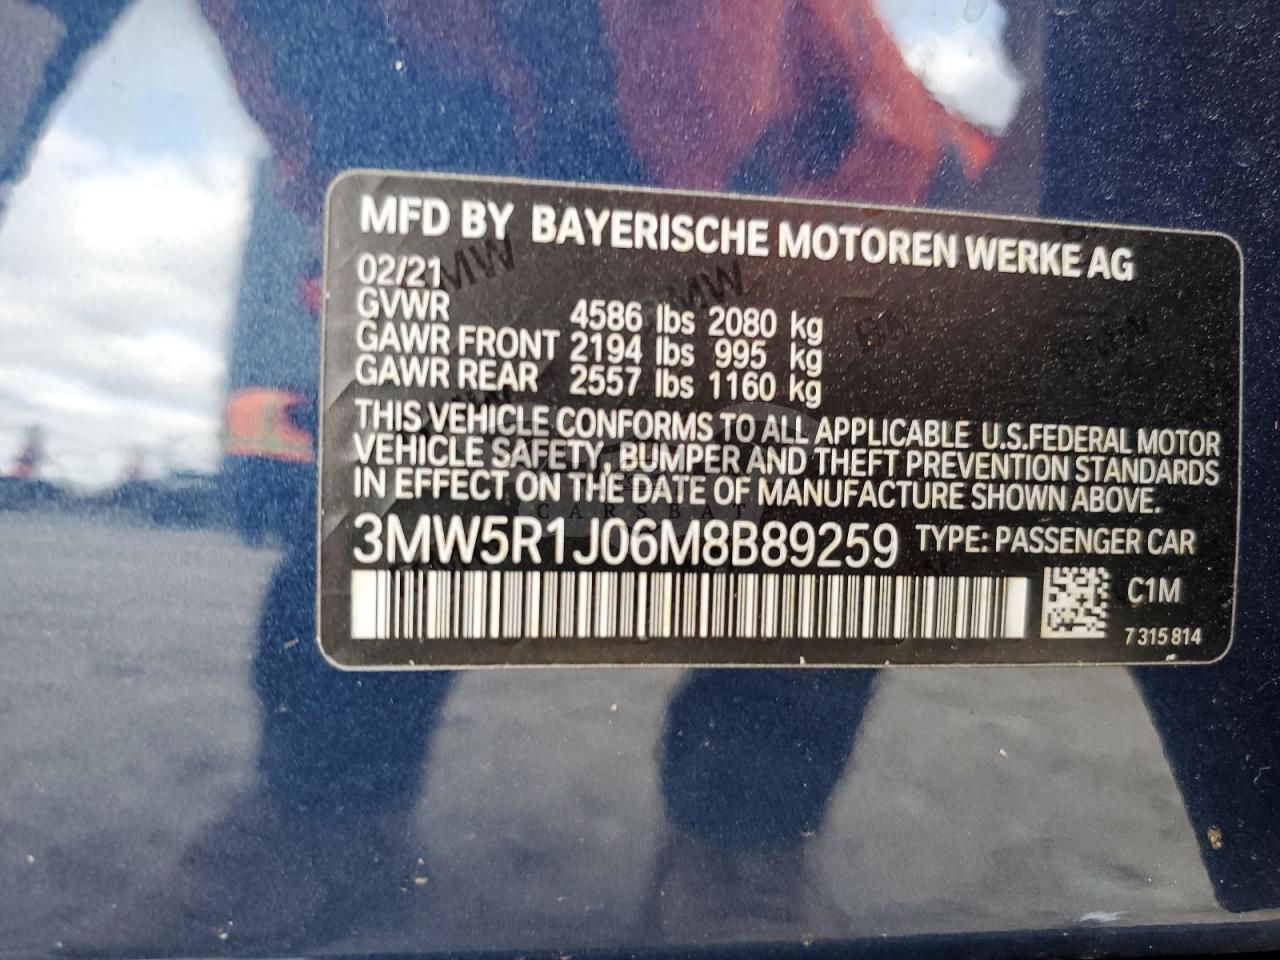 MFD BY BAYERISCHE MOTOREN WERKE AG
02/21
GVWR 4586 lbs 2080 kg
GAWR FRONT 2194 lbs 995 kg
GAWR REAR 2557 lbs 1160 kg
THIS VEHICLE CONFORMS TO ALL APPLICABLE U.S.FEDERAL MOTOR
VEHICLE SAFETY, BUMPER AND THEFT PREVENTION STANDARDS
IN EFFECT ON THE DATE OF MANUFACTURE SHOWN ABOVE.
CARSBAT
3MW5R1J06M8B89259 TYPE: PASSENGER CAR
C1M
7 315 814